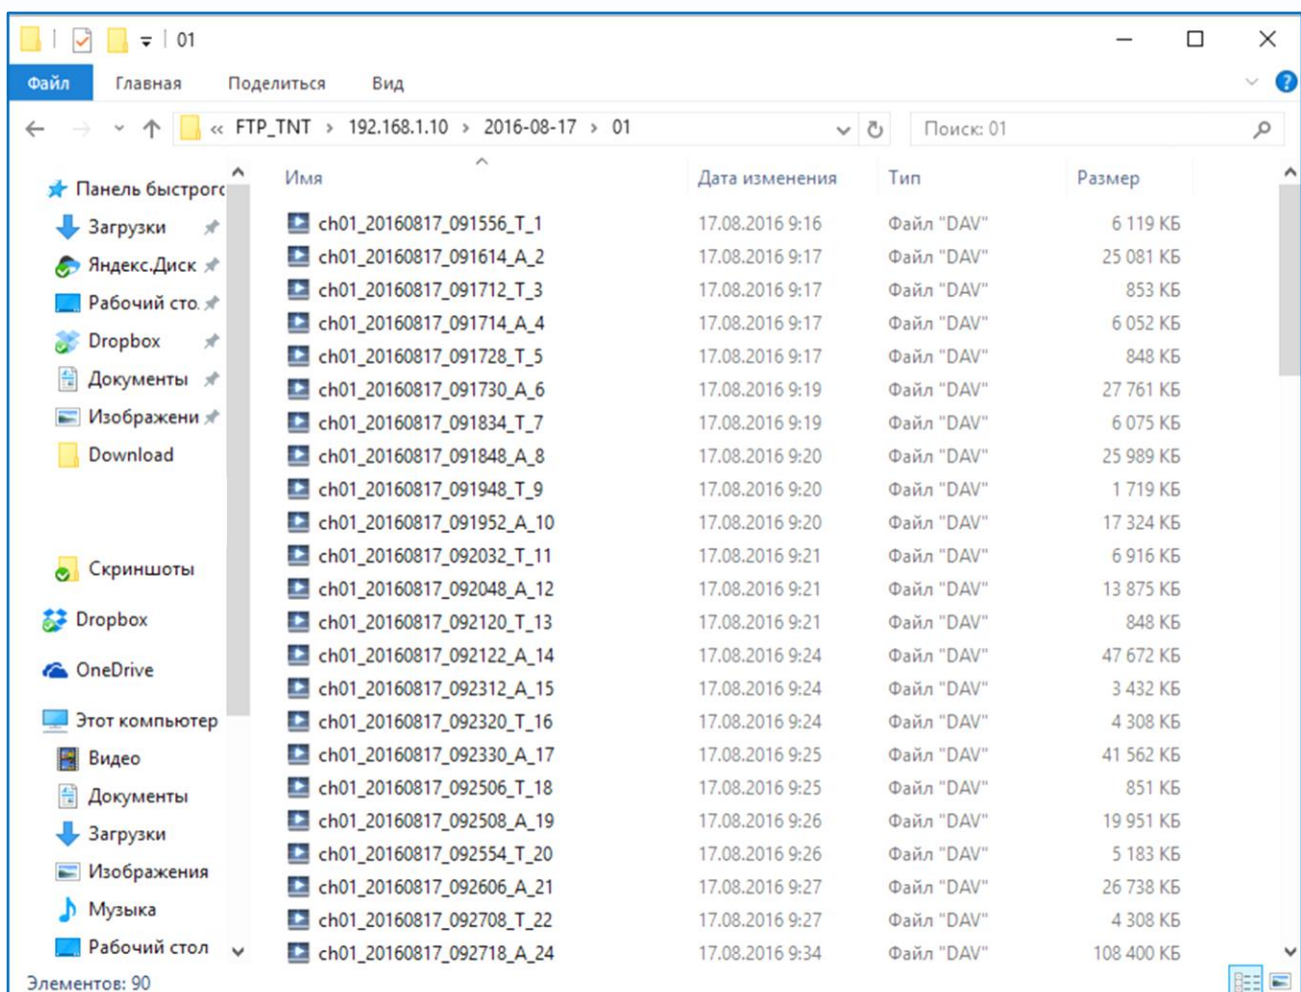 01
Файл Главная Поделиться Вид
« FTP_TNT > 192.168.1.10 > 2016-08-17 > 01 Поиск: 01
Панель быстрого
Загрузки
Яндекс.Диск
Рабочий сто.
Dropbox
Документы
Изображени
Download
Скриншоты
Dropbox
OneDrive
Этот компьютер
Видео
Документы
Загрузки
Изображения
Музыка
Рабочий стол
Имя Дата изменения Тип Размер
ch01_20160817_091556_T_1 17.08.2016 9:16 Файл "DAV" 6 119 КБ
ch01_20160817_091614_A_2 17.08.2016 9:17 Файл "DAV" 25 081 КБ
ch01_20160817_091712_T_3 17.08.2016 9:17 Файл "DAV" 853 КБ
ch01_20160817_091714_A_4 17.08.2016 9:17 Файл "DAV" 6 052 КБ
ch01_20160817_091728_T_5 17.08.2016 9:17 Файл "DAV" 848 КБ
ch01_20160817_091730_A_6 17.08.2016 9:19 Файл "DAV" 27 761 КБ
ch01_20160817_091834_T_7 17.08.2016 9:19 Файл "DAV" 6 075 КБ
ch01_20160817_091848_A_8 17.08.2016 9:20 Файл "DAV" 25 989 КБ
ch01_20160817_091948_T_9 17.08.2016 9:20 Файл "DAV" 1 719 КБ
ch01_20160817_091952_A_10 17.08.2016 9:20 Файл "DAV" 17 324 КБ
ch01_20160817_092032_T_11 17.08.2016 9:21 Файл "DAV" 6 916 КБ
ch01_20160817_092048_A_12 17.08.2016 9:21 Файл "DAV" 13 875 КБ
ch01_20160817_092120_T_13 17.08.2016 9:21 Файл "DAV" 848 КБ
ch01_20160817_092122_A_14 17.08.2016 9:24 Файл "DAV" 47 672 КБ
ch01_20160817_092312_A_15 17.08.2016 9:24 Файл "DAV" 3 432 КБ
ch01_20160817_092320_T_16 17.08.2016 9:24 Файл "DAV" 4 308 КБ
ch01_20160817_092330_A_17 17.08.2016 9:25 Файл "DAV" 41 562 КБ
ch01_20160817_092506_T_18 17.08.2016 9:25 Файл "DAV" 851 КБ
ch01_20160817_092508_A_19 17.08.2016 9:26 Файл "DAV" 19 951 КБ
ch01_20160817_092554_T_20 17.08.2016 9:26 Файл "DAV" 5 183 КБ
ch01_20160817_092606_A_21 17.08.2016 9:27 Файл "DAV" 26 738 КБ
ch01_20160817_092708_T_22 17.08.2016 9:27 Файл "DAV" 4 308 КБ
ch01_20160817_092718_A_24 17.08.2016 9:34 Файл "DAV" 108 400 КБ
Элементов: 90